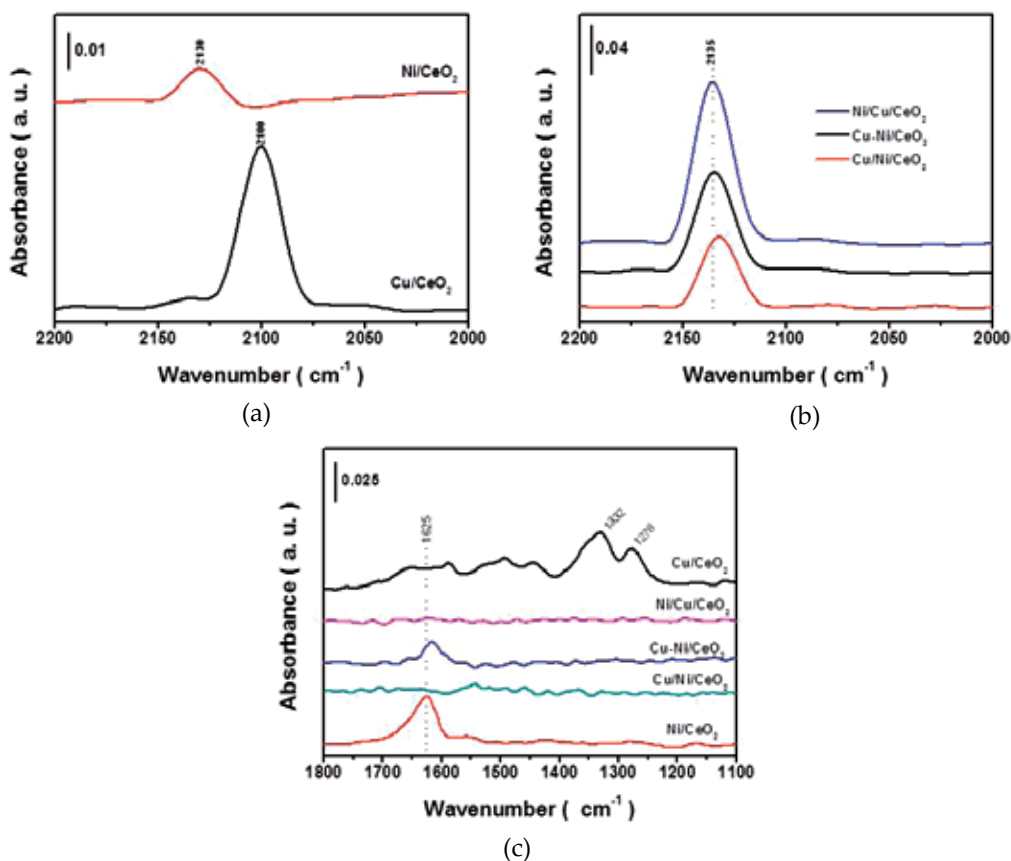 0.01
2130
Ni/CeO₂
2100
Cu/CeO₂
Absorbance ( a. u. )
2200 2150 2100 2050 2000
Wavenumber ( cm⁻¹ )
(a)
0.04
2135
Ni/Cu/CeO₂
Cu-Ni/CeO₂
Cu/Ni/CeO₂
Absorbance ( a. u. )
2200 2150 2100 2050 2000
Wavenumber ( cm⁻¹ )
(b)
0.025
1625
1332
1278
Cu/CeO₂
Ni/Cu/CeO₂
Cu-Ni/CeO₂
Cu/Ni/CeO₂
Ni/CeO₂
Absorbance ( a. u. )
1800 1700 1600 1500 1400 1300 1200 1100
Wavenumber ( cm⁻¹ )
(c)